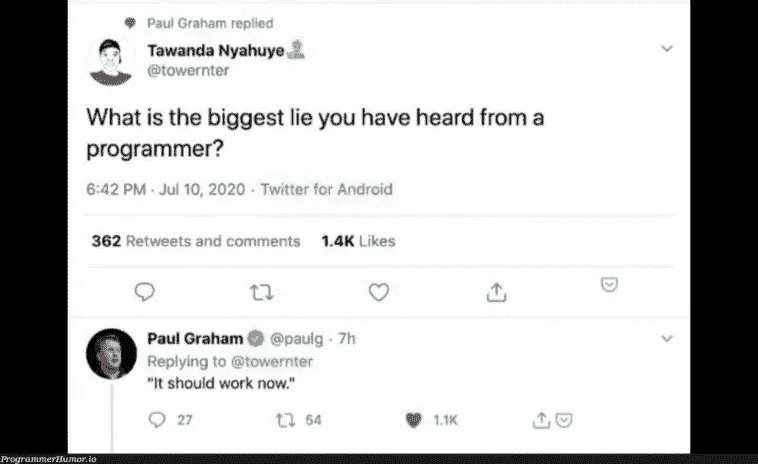 Paul Graham replied
Tawanda Nyahuye
@towernter
What is the biggest lie you have heard from a
programmer?
6:42 PM · Jul 10, 2020 · Twitter for Android
362 Retweets and comments 1.4K Likes
Paul Graham @paulg · 7h
Replying to @towernter
"It should work now."
27 54 1.1K
ProgrammerHumor.io